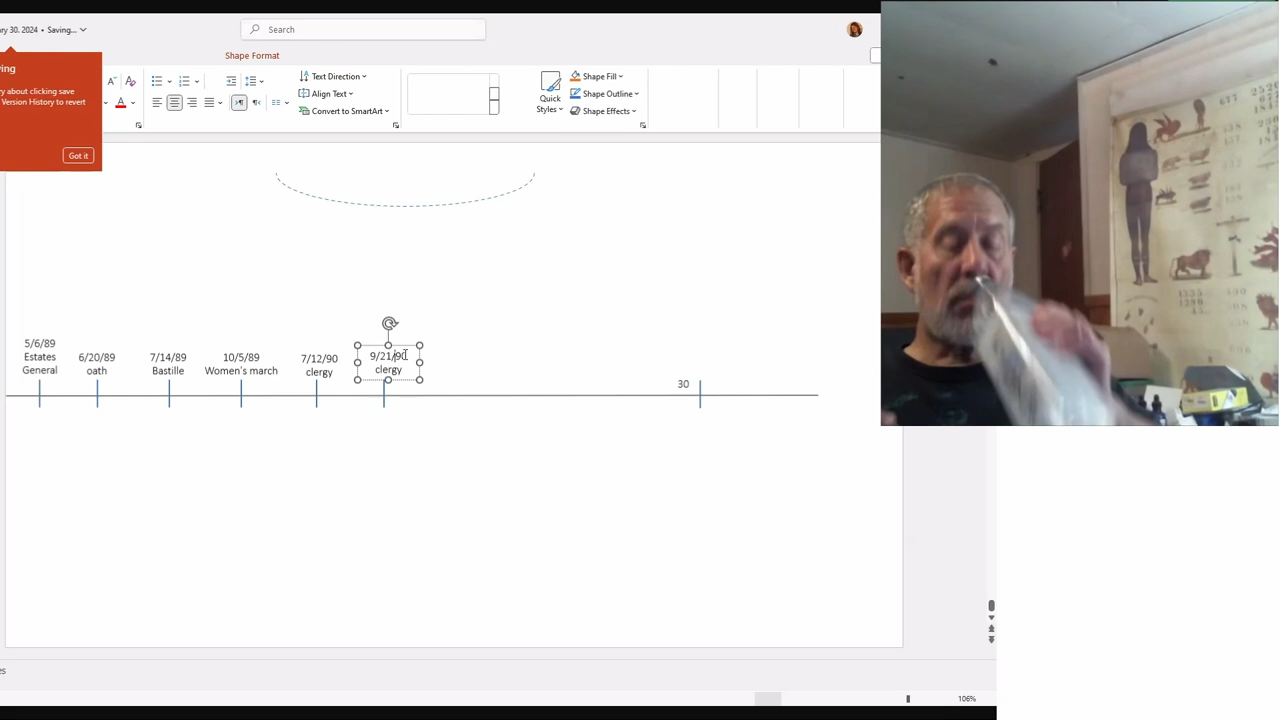 ry 30, 2024 • Saving...
Search
ving
ry about clicking save
Version History to revert
Got it
Shape Format
Text Direction
Align Text
Convert to SmartArt
Quick
Styles
Shape Fill
Shape Outline
Shape Effects
5/6/89
Estates
General
6/20/89
oath
7/14/89
Bastille
10/5/89
Women's march
7/12/90
clergy
9/21/90
clergy
30
es
106%